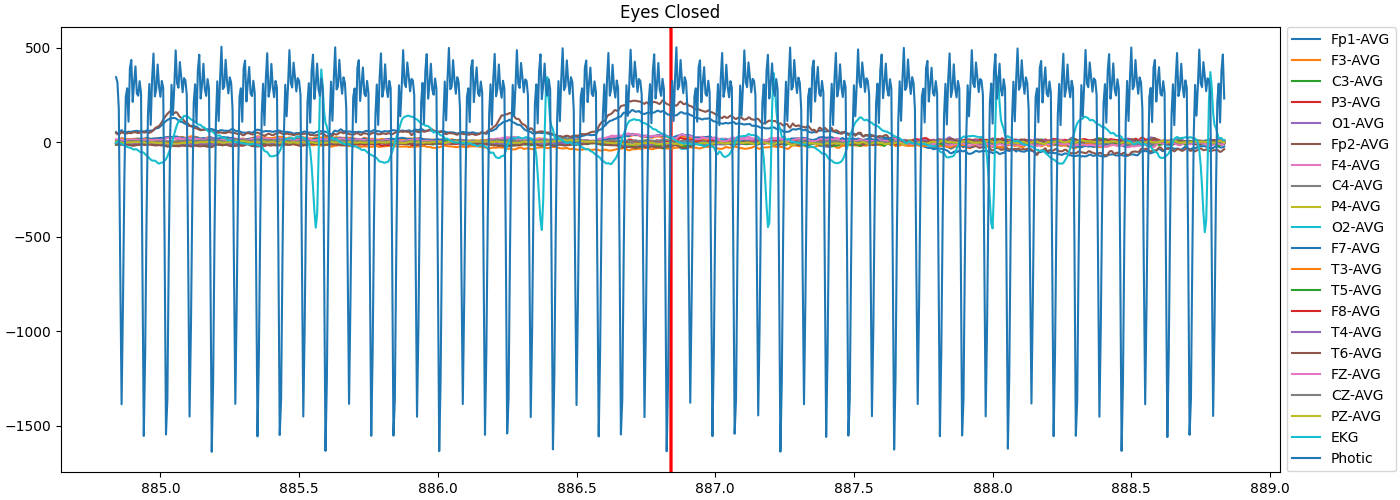 Eyes Closed
500
0
−500
−1000
−1500
885.0 885.5 886.0 886.5 887.0 887.5 888.0 888.5 889.0
Fp1-AVG
F3-AVG
C3-AVG
P3-AVG
O1-AVG
Fp2-AVG
F4-AVG
C4-AVG
P4-AVG
O2-AVG
F7-AVG
T3-AVG
T5-AVG
F8-AVG
T4-AVG
T6-AVG
FZ-AVG
CZ-AVG
PZ-AVG
EKG
Photic